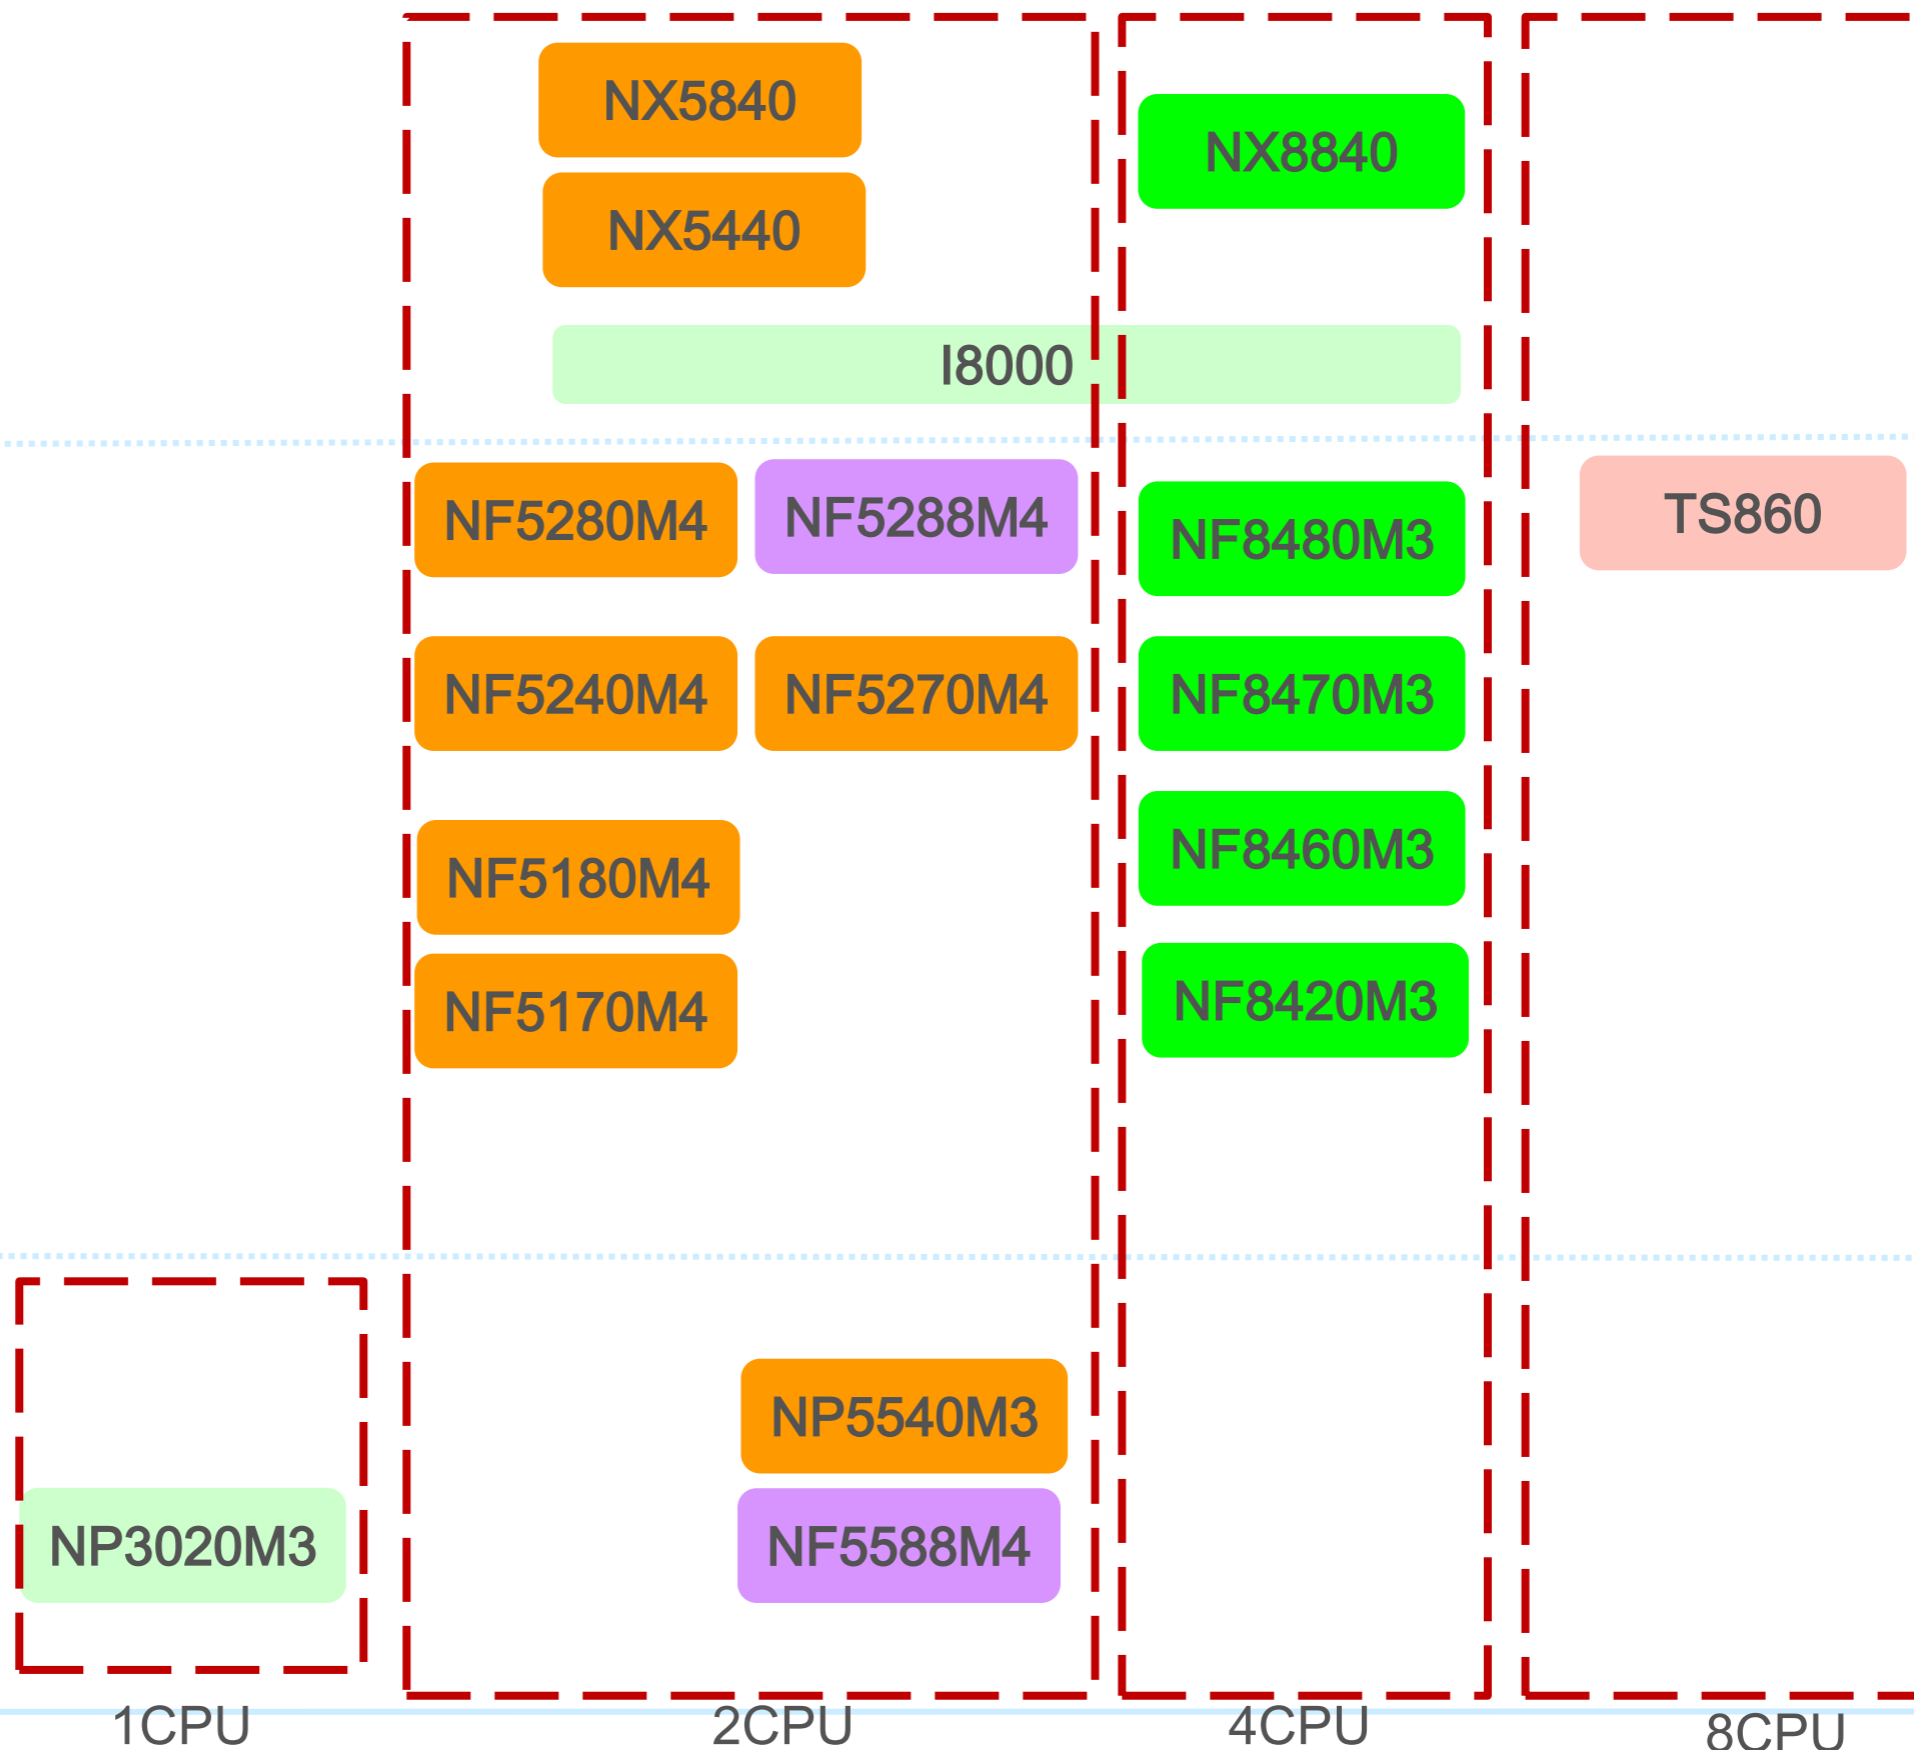 NX5840
NX8840
NX5440
I8000
NF5280M4
NF5288M4
NF8480M3
TS860
NF5240M4
NF5270M4
NF8470M3
NF5180M4
NF8460M3
NF5170M4
NF8420M3
NP5540M3
NP3020M3
NF5588M4
1CPU
2CPU
4CPU
8CPU